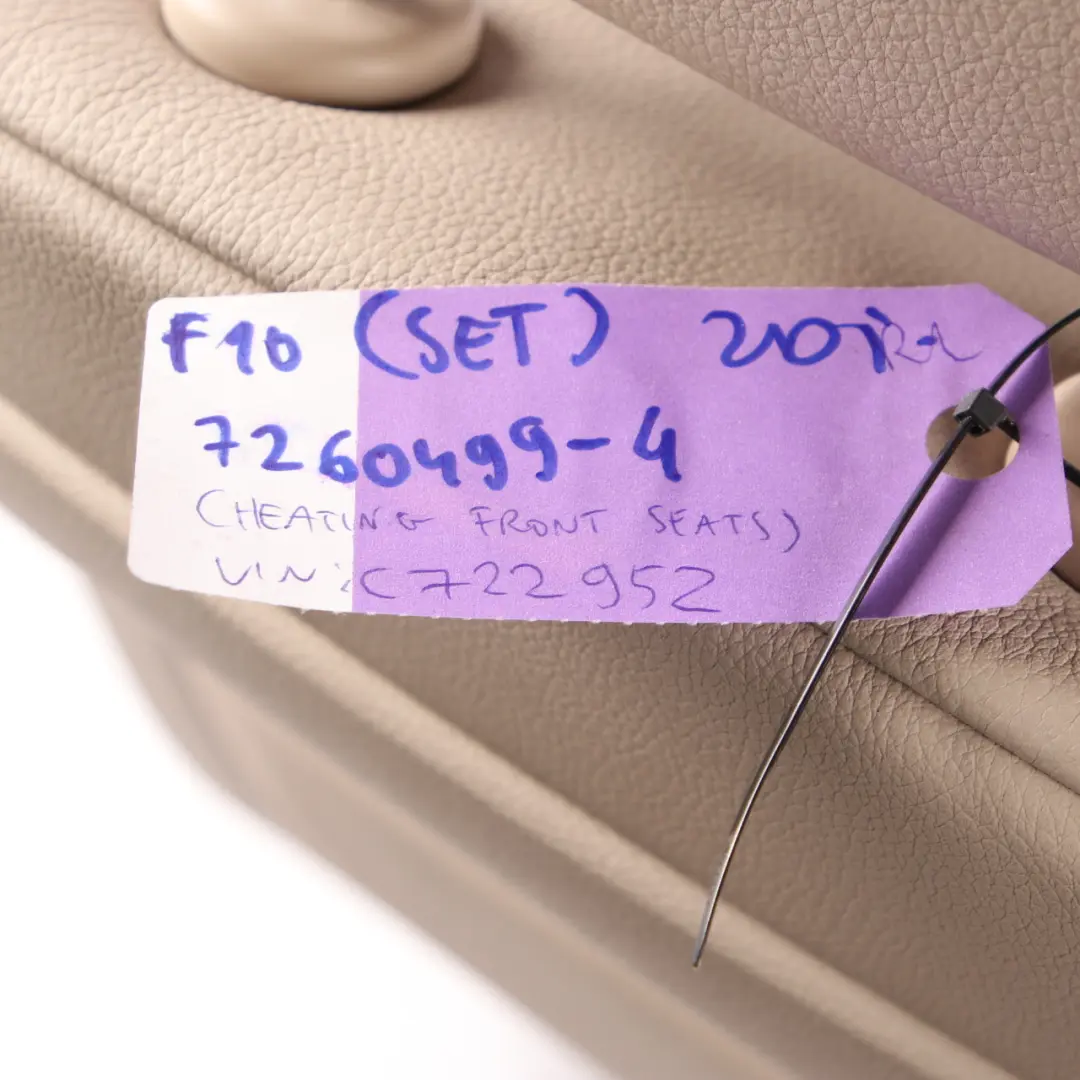 F10 (SET)
7260499-4
(HEATING FRONT SEATS)
VIN: C722952